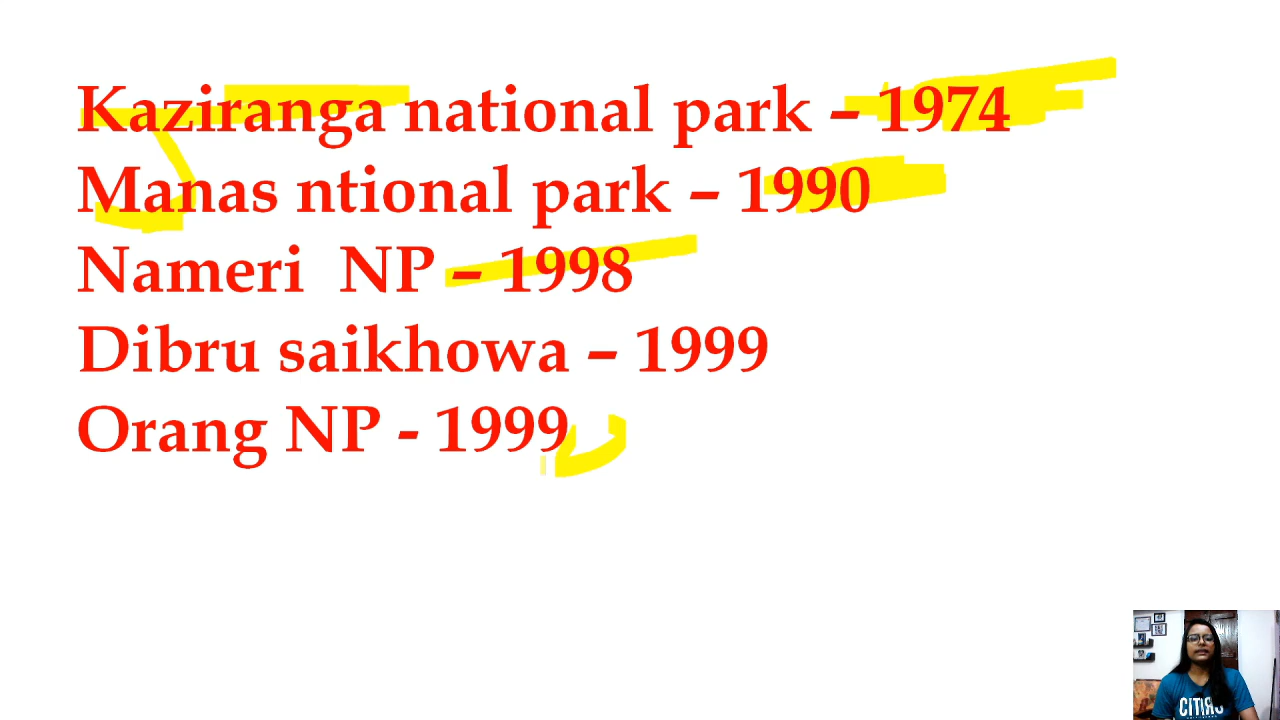 Kaziranga national park – 1974
Manas ntional park – 1990
Nameri  NP – 1998
Dibru saikhowa – 1999
Orang NP - 1999